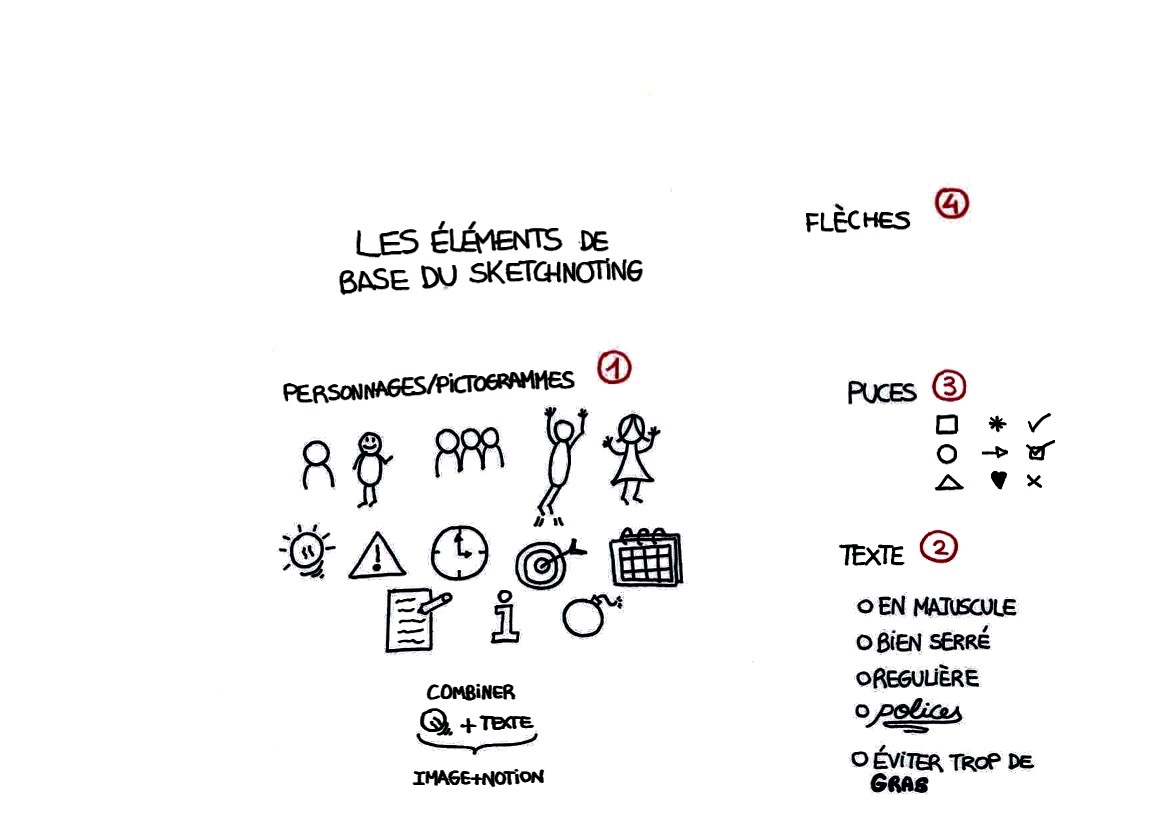 LES ÉLÉMENTS DE
BASE DU SKETCHNOTING
PERSONNAGES/PICTOGRAMMES 1
COMBINER
+ TEXTE
IMAGE+NOTION
FLÈCHES 4
PUCES 3
TEXTE 2
EN MAJUSCULE
BIEN SERRÉ
REGULIÈRE
polices
ÉVITER TROP DE
GRAS